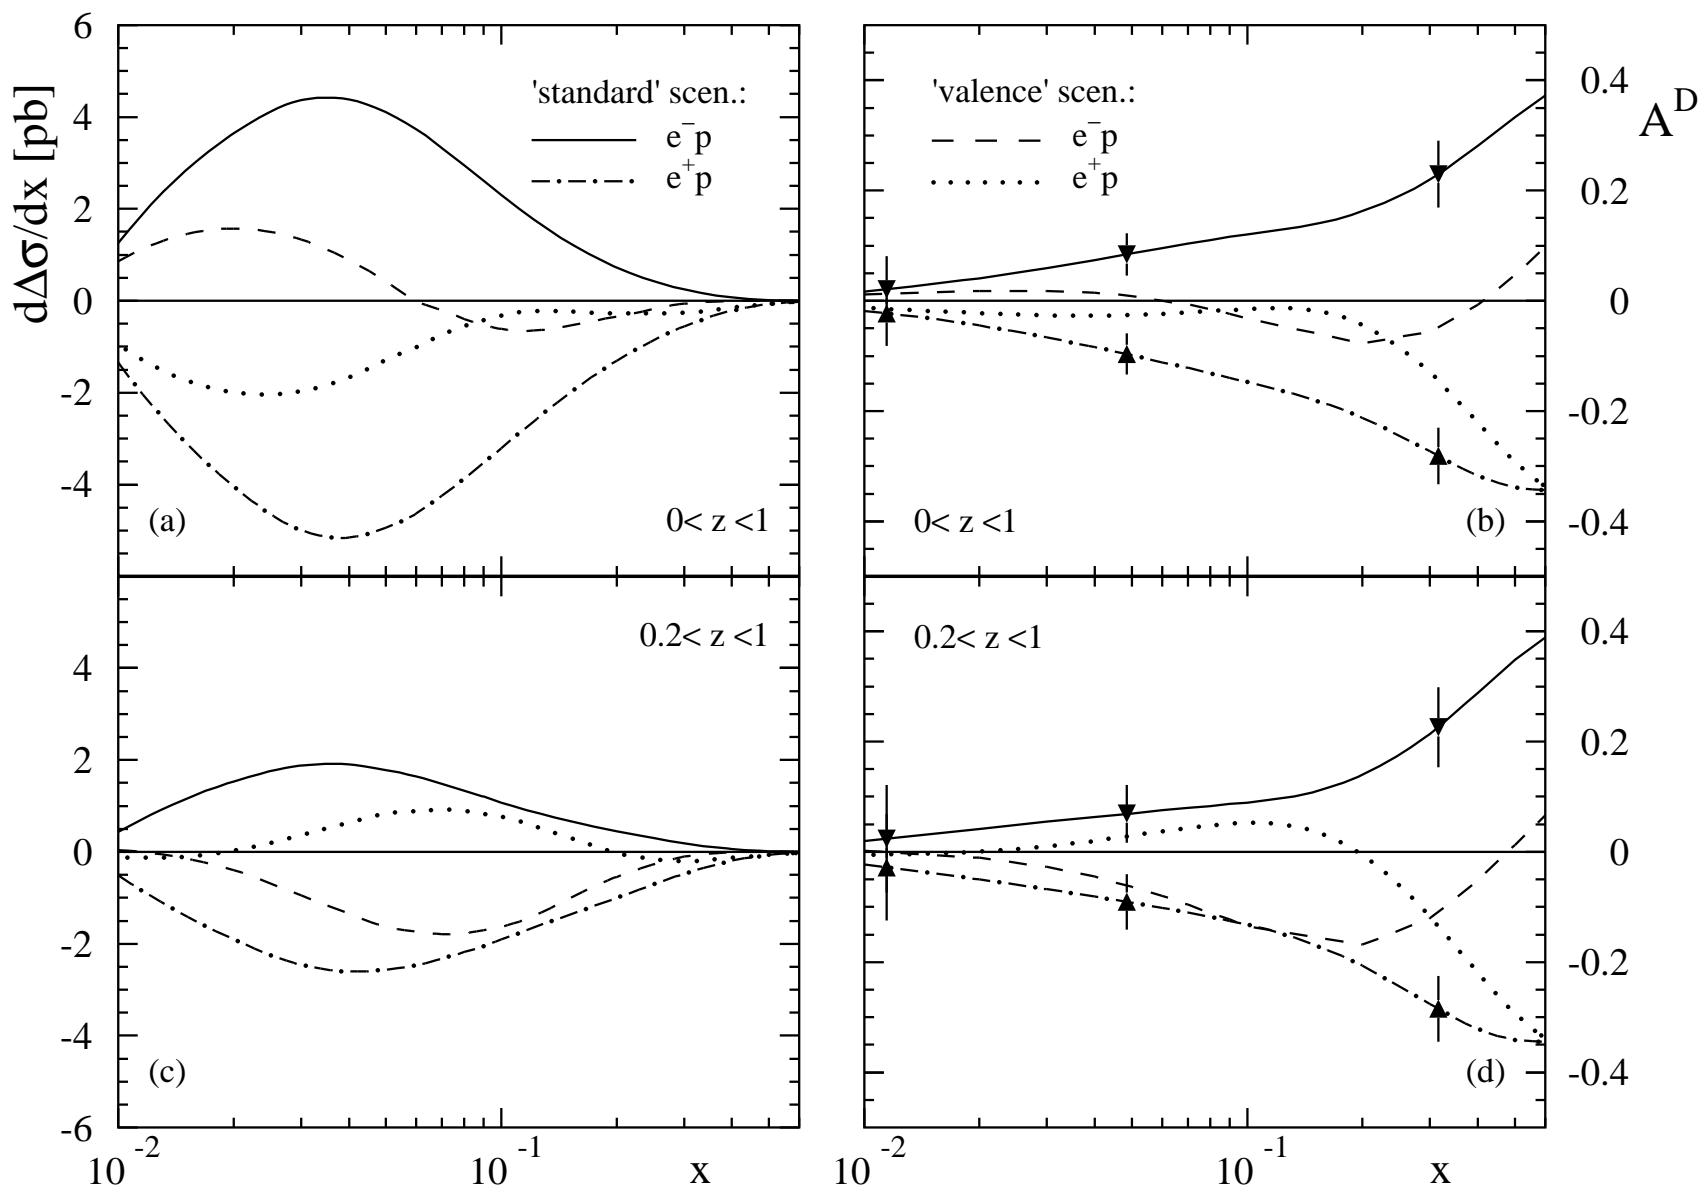 6
4
2
0
-2
-4
dΔσ/dx [pb]
'standard' scen.:
e⁻p
e⁺p
(a)
0< z <1
'valence' scen.:
e⁻p
e⁺p
0< z <1
(b)
0.4
0.2
0
-0.2
-0.4
A^D
4
2
0
-2
-4
-6
0.2< z <1
(c)
0.2< z <1
(d)
0.4
0.2
0
-0.2
-0.4
10⁻² 10⁻¹ x
10⁻² 10⁻¹ x